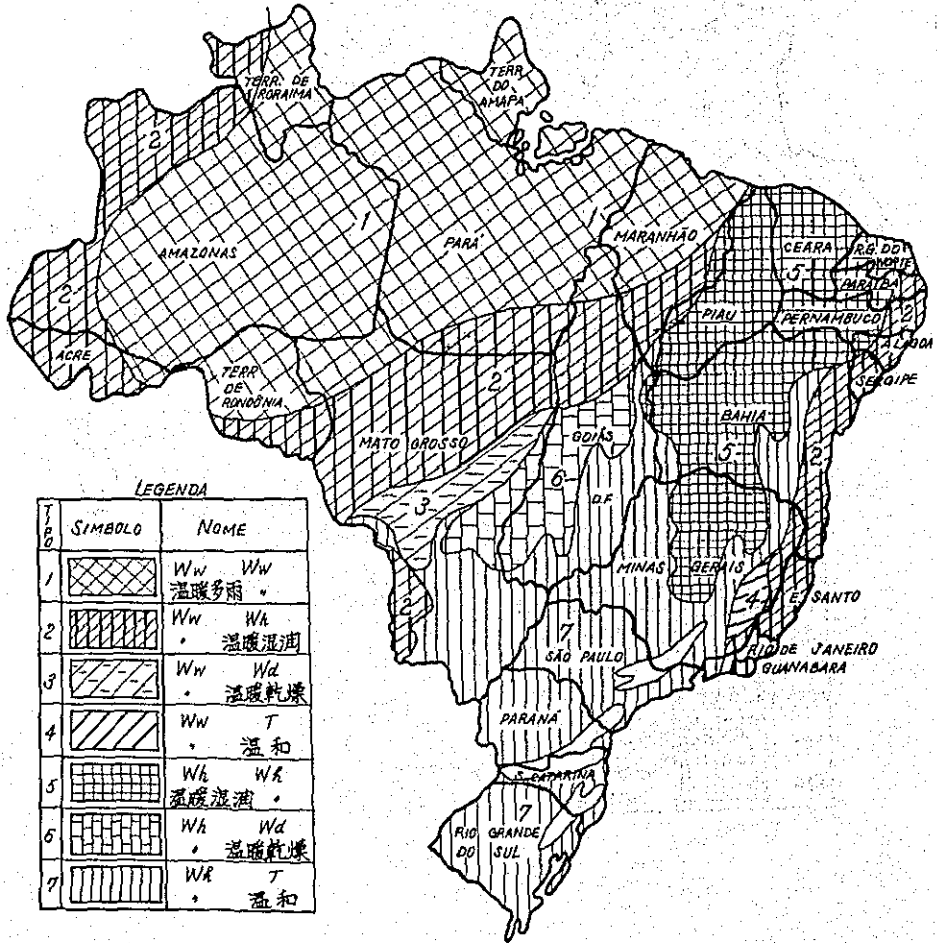 TERR. DE
RORAIMA
TERR
DO
AMAPA
2
1
1
AMAZONAS
PARÁ
MARANHÃO
CEARA
R.G. DO
NORTE
5
PARAIBA
2
PIAU
PERNAMBUCO
2
ALAGOA
ACRE
TERR
DE
RONDÔNIA
2
SERGIPE
BAHIA
MATO GROSSO
GOIÁS
5
2
6
D.F
3
MINAS GERAIS
2
4
E. SANTO
7
SÃO PAULO
RIO DE JANEIRO
GUANABARA
PARANÁ
S. CATARINA
7
RIO GRANDE
DO SUL
LEGENDA
TIPO SIMBOLO NOME
1 Ww Ww
温暖多雨 〃
2 Ww Wh
〃 温暖湿潤
3 Ww Wd
〃 温暖乾燥
4 Ww T
〃 温和
5 Wh Wh
温暖湿潤 〃
6 Wh Wd
〃 温暖乾燥
7 Wh T
〃 温和